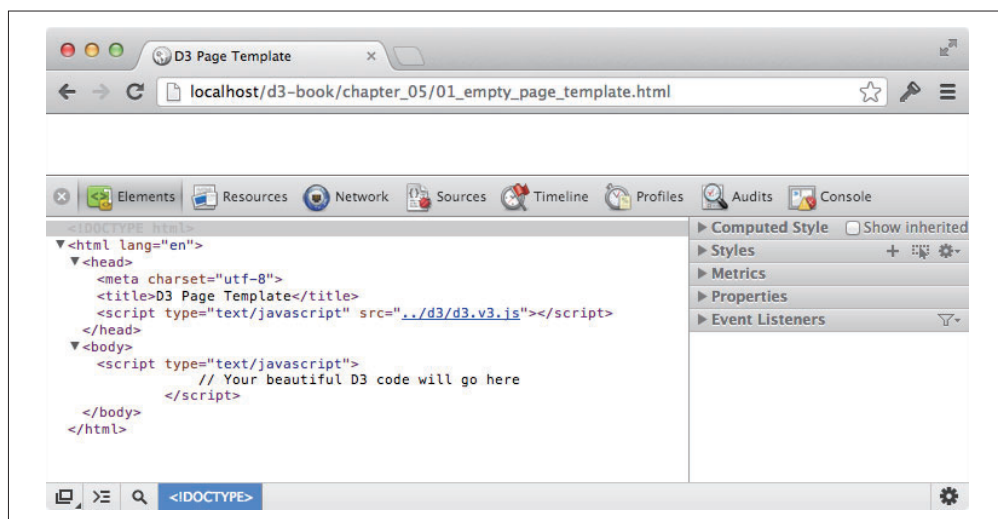 D3 Page Template
localhost/d3-book/chapter_05/01_empty_page_template.html
Elements Resources Network Sources Timeline Profiles Audits Console
<!DOCTYPE html>
<html lang="en">
<head>
<meta charset="utf-8">
<title>D3 Page Template</title>
<script type="text/javascript" src="../d3/d3.v3.js"></script>
</head>
<body>
<script type="text/javascript">
// Your beautiful D3 code will go here
</script>
</body>
</html>
Computed Style Show inherited
Styles
Metrics
Properties
Event Listeners
<!DOCTYPE>